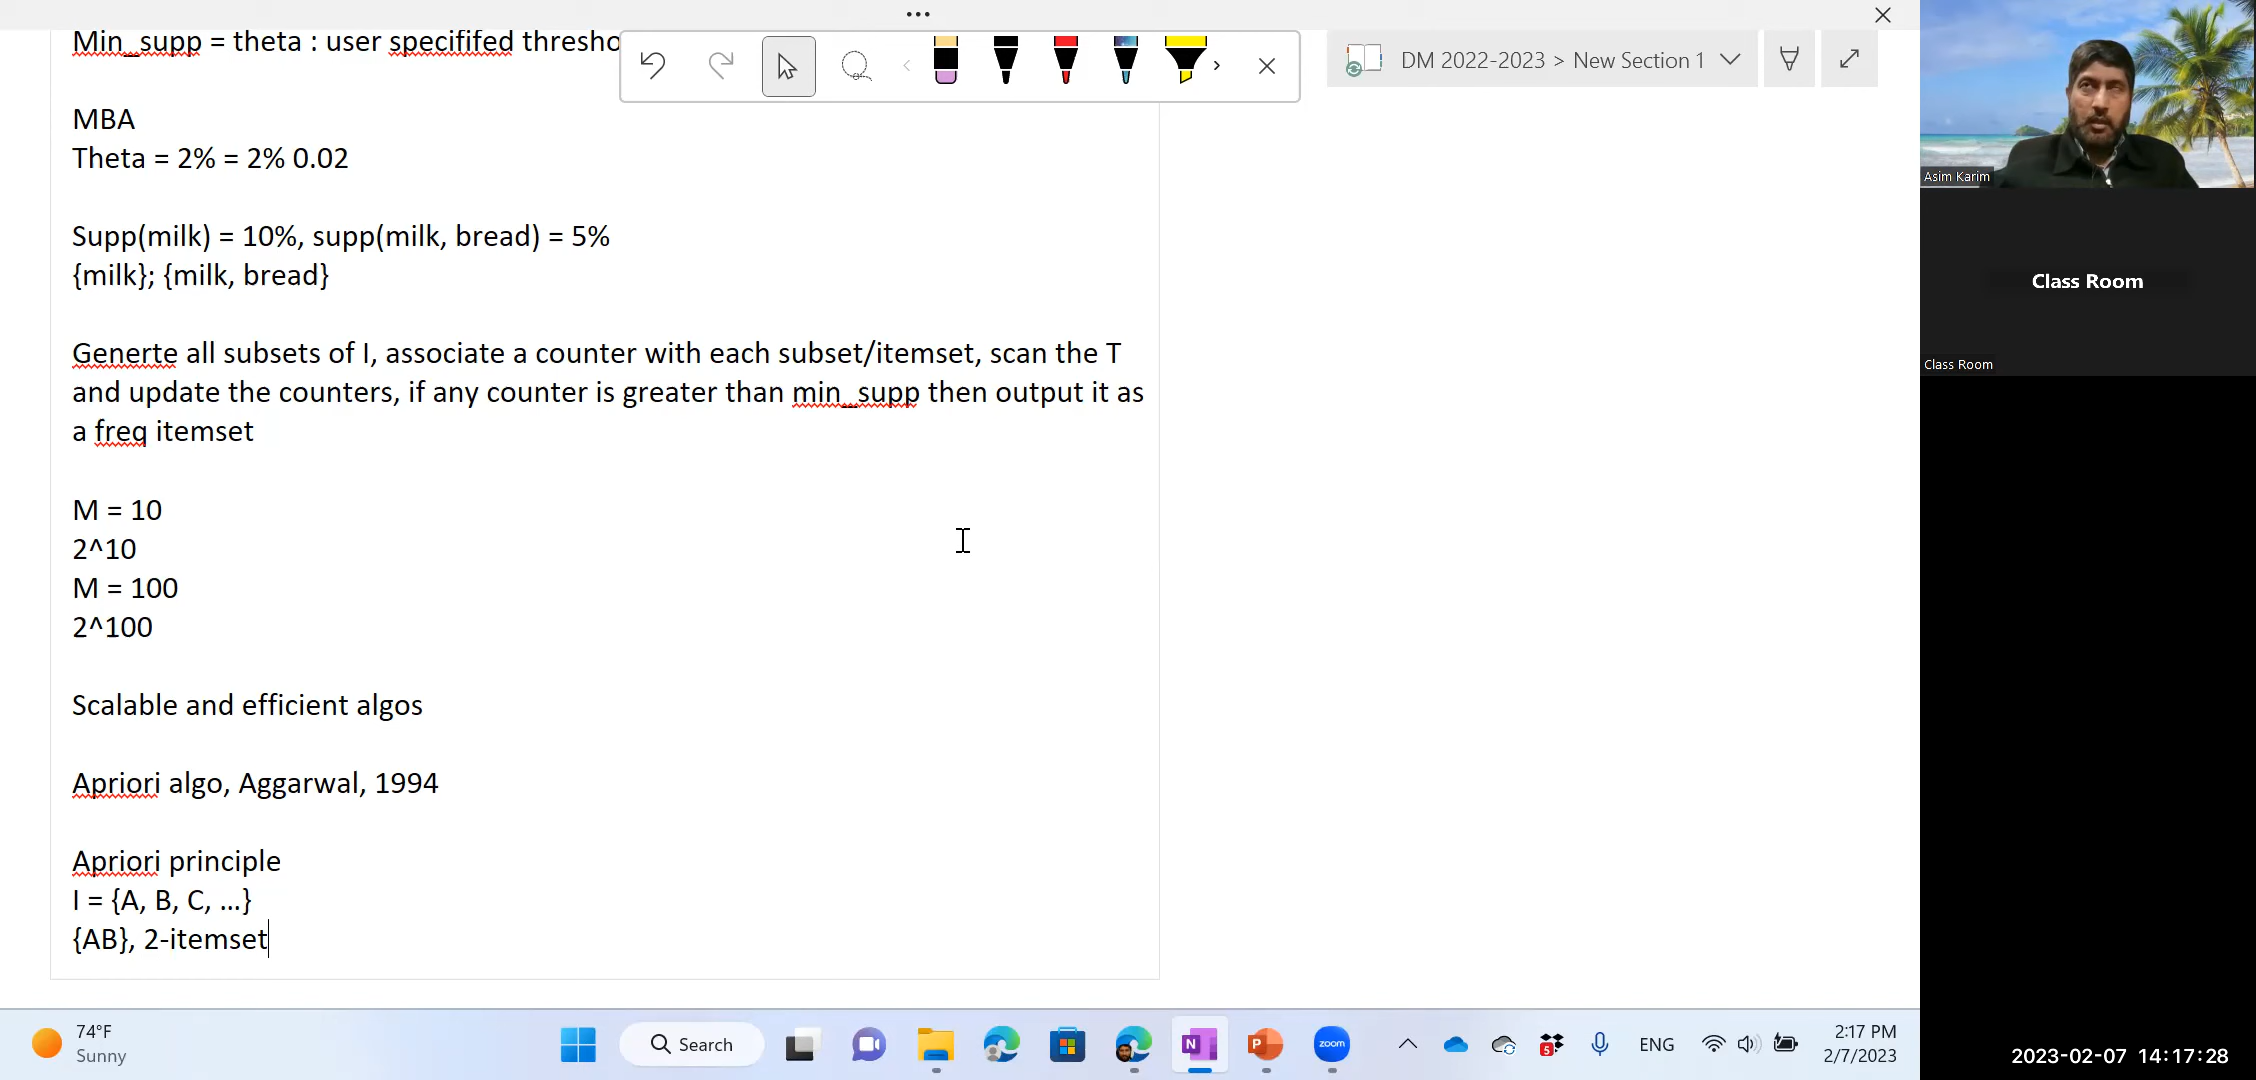 Min_supp = theta : user specififed thresho
DM 2022-2023 > New Section 1
MBA
Theta = 2% = 2% 0.02
Supp(milk) = 10%, supp(milk, bread) = 5%
{milk}; {milk, bread}
Generte all subsets of I, associate a counter with each subset/itemset, scan the T
and update the counters, if any counter is greater than min_supp then output it as
a freq itemset
M = 10
2^10
M = 100
2^100
Scalable and efficient algos
Apriori algo, Aggarwal, 1994
Apriori principle
I = {A, B, C, ...}
{AB}, 2-itemset
Asim Karim
Class Room
Class Room
74°F
Sunny
Search
N
P
zoom
5
ENG
2:17 PM
2/7/2023
2023-02-07 14:17:28